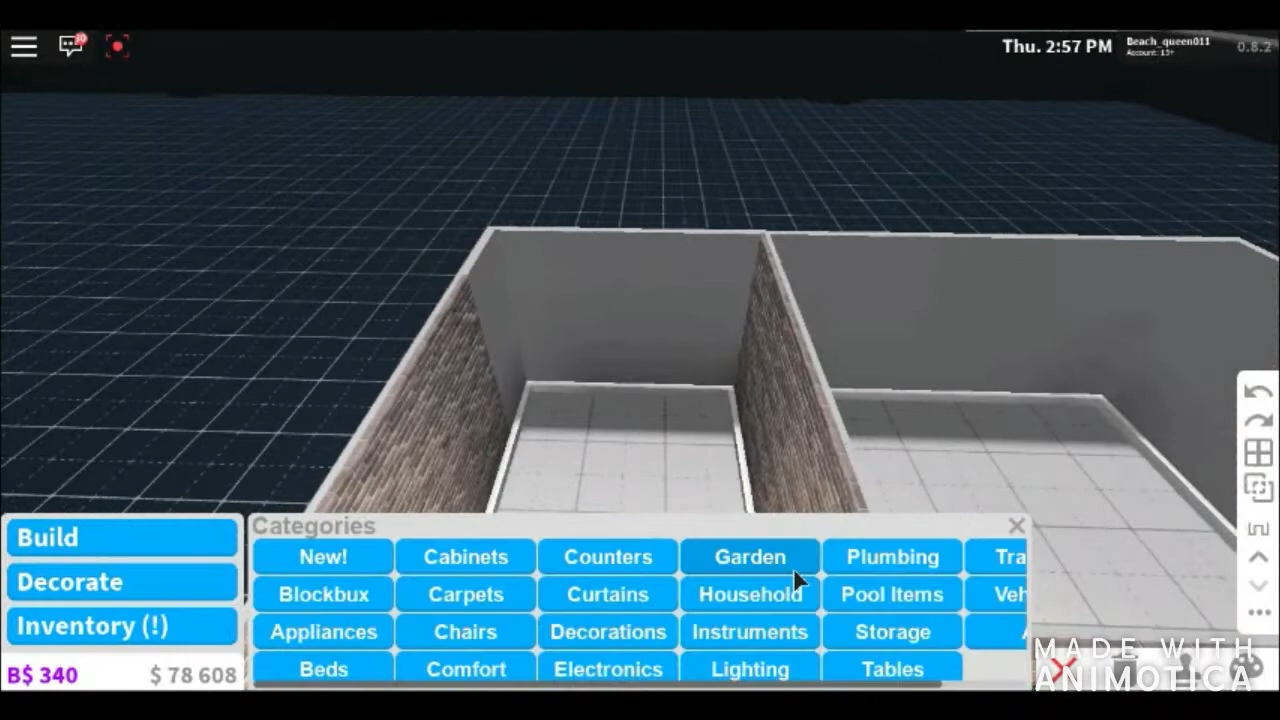 30
Thu. 2:57 PM
Beach_queen011
Account: 13+
0.8.2
Build
Decorate
Inventory (!)
B$ 340
$ 78 608
Categories
New! Cabinets Counters Garden Plumbing Tra
Blockbux Carpets Curtains Household Pool Items Veh
Appliances Chairs Decorations Instruments Storage
Beds Comfort Electronics Lighting Tables
MADE WITH
ANIMOTICA